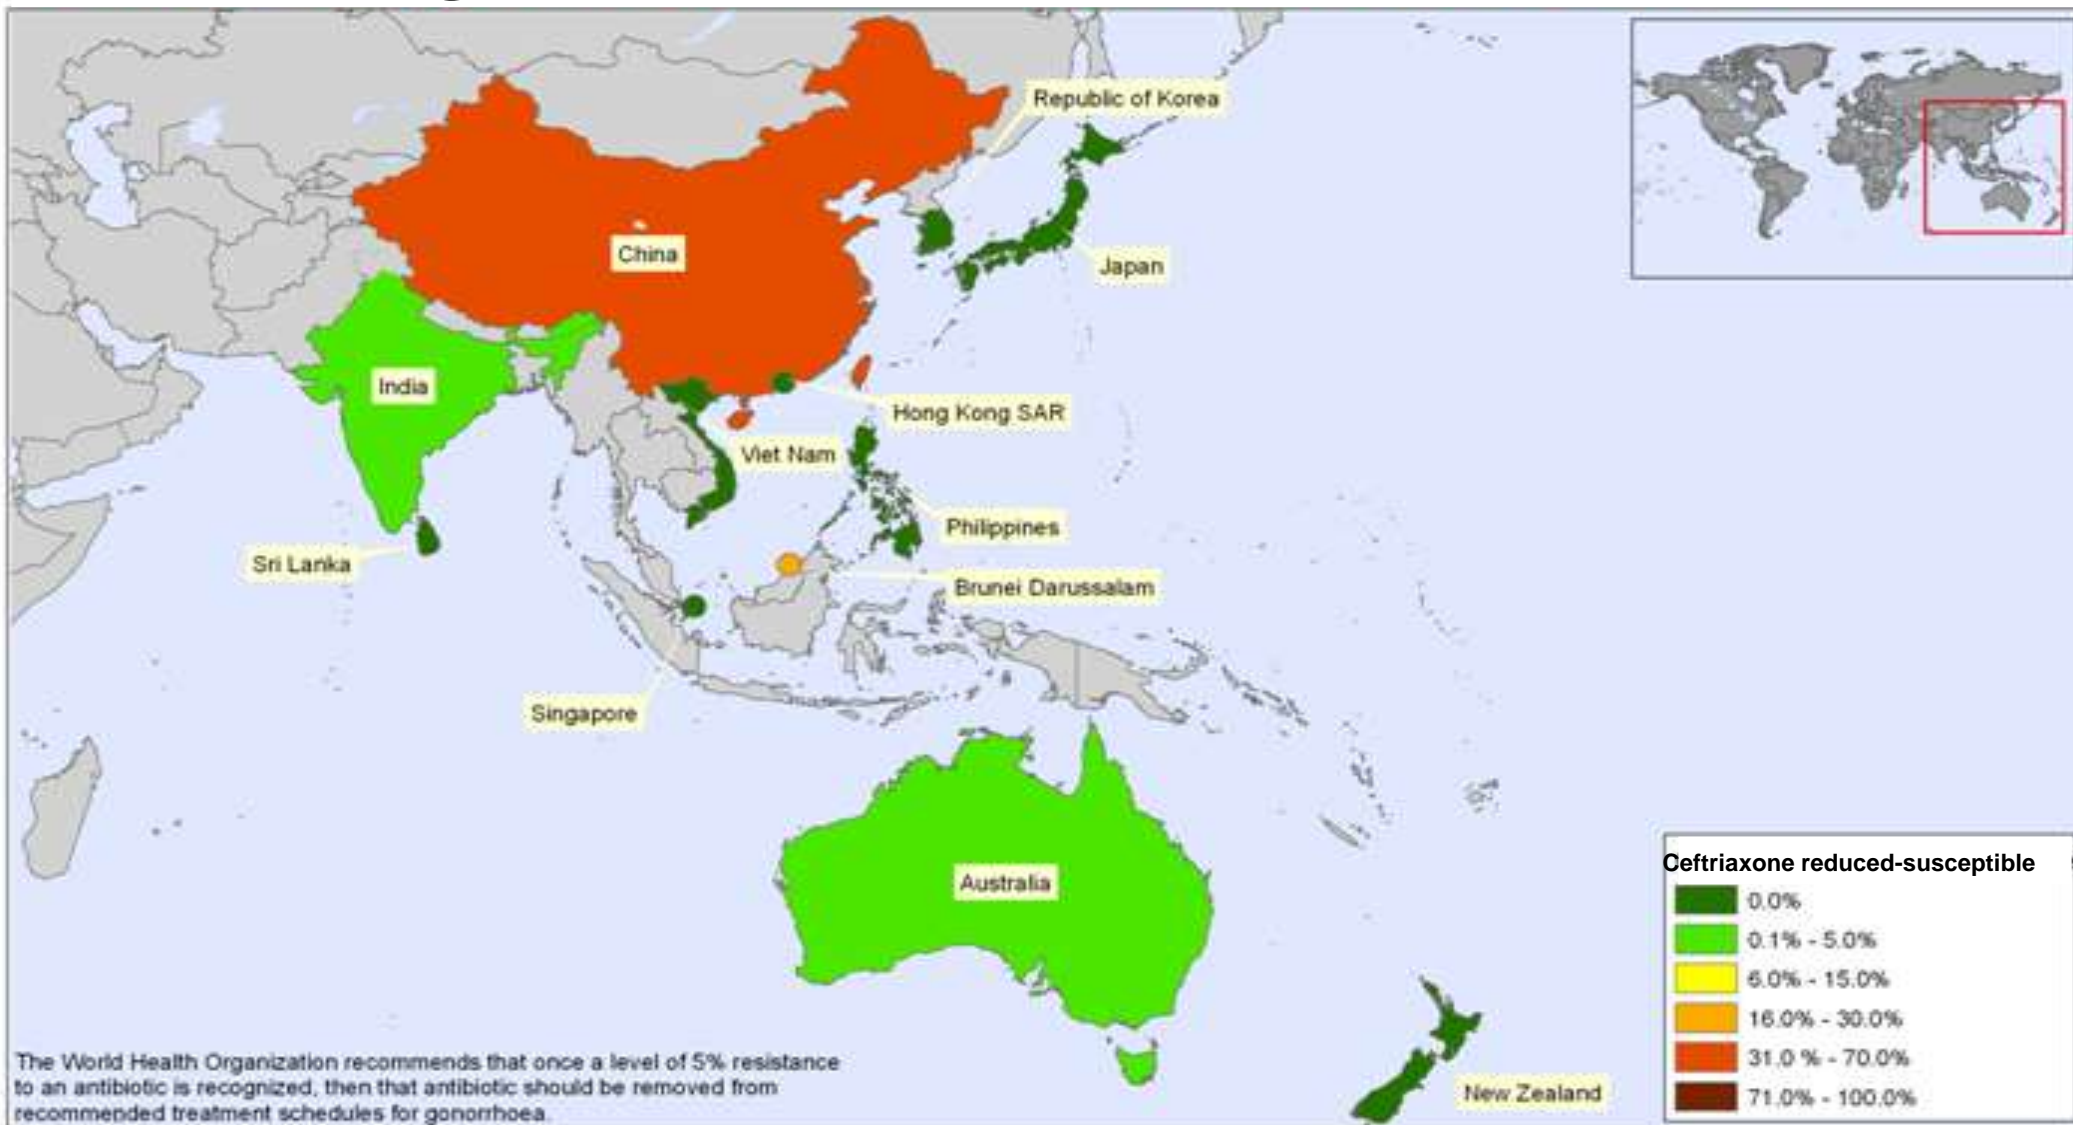 Republic of Korea
China
Japan
India
Hong Kong SAR
Viet Nam
Philippines
Sri Lanka
Brunei Darussalam
Singapore
Australia
New Zealand
Ceftriaxone reduced-susceptible
0.0%
0.1% - 5.0%
6.0% - 15.0%
16.0% - 30.0%
31.0 % - 70.0%
71.0% - 100.0%
The World Health Organization recommends that once a level of 5% resistance
to an antibiotic is recognized, then that antibiotic should be removed from
recommended treatment schedules for gonorrhoea.